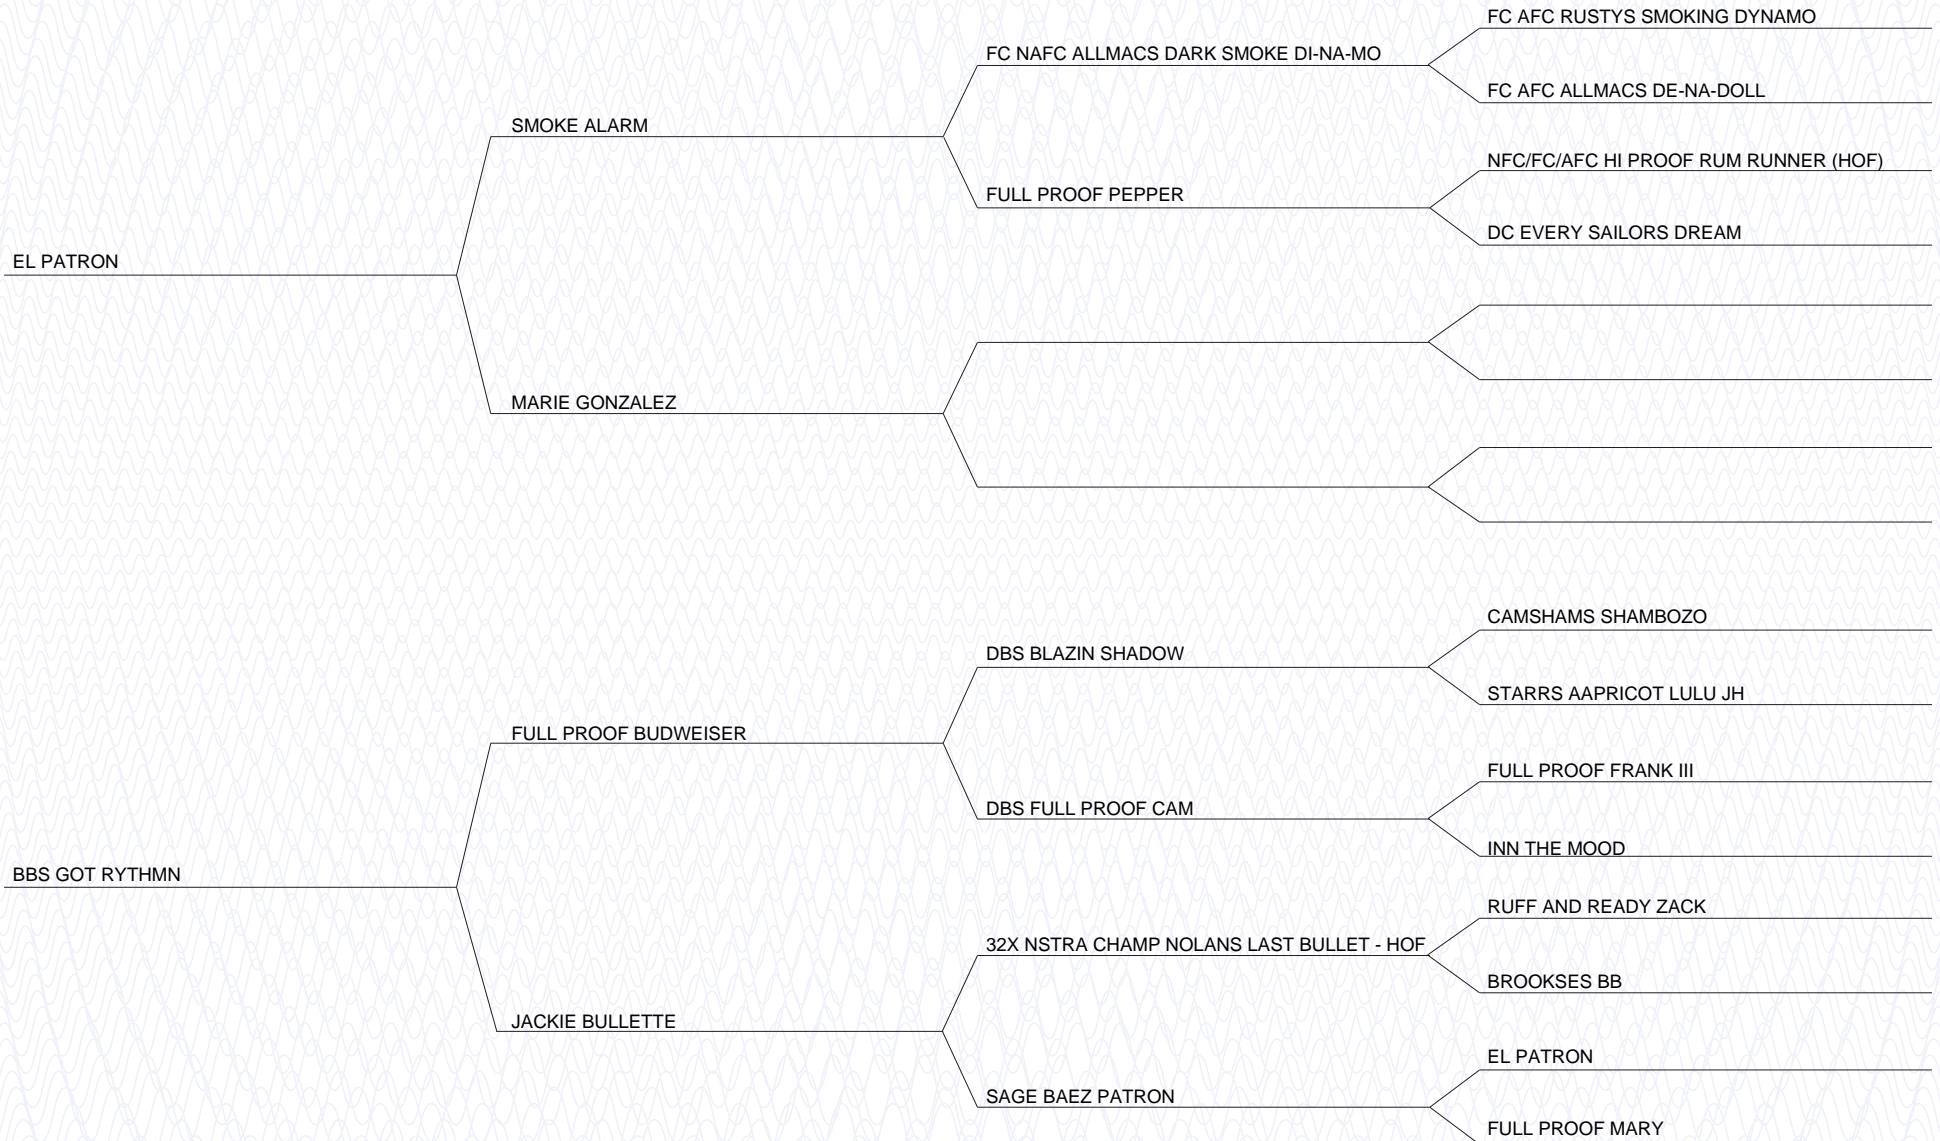 FC AFC RUSTYS SMOKING DYNAMO
FC NAFC ALLMACS DARK SMOKE DI-NA-MO
FC AFC ALLMACS DE-NA-DOLL
SMOKE ALARM
NFC/FC/AFC HI PROOF RUM RUNNER (HOF)
FULL PROOF PEPPER
DC EVERY SAILORS DREAM
EL PATRON
MARIE GONZALEZ
CAMSHAMS SHAMBOZO
DBS BLAZIN SHADOW
STARRS AAPRICOT LULU JH
FULL PROOF BUDWEISER
FULL PROOF FRANK III
DBS FULL PROOF CAM
INN THE MOOD
BBS GOT RYTHMN
RUFF AND READY ZACK
32X NSTRA CHAMP NOLANS LAST BULLET - HOF
BROOKSES BB
JACKIE BULLETTE
EL PATRON
SAGE BAEZ PATRON
FULL PROOF MARY